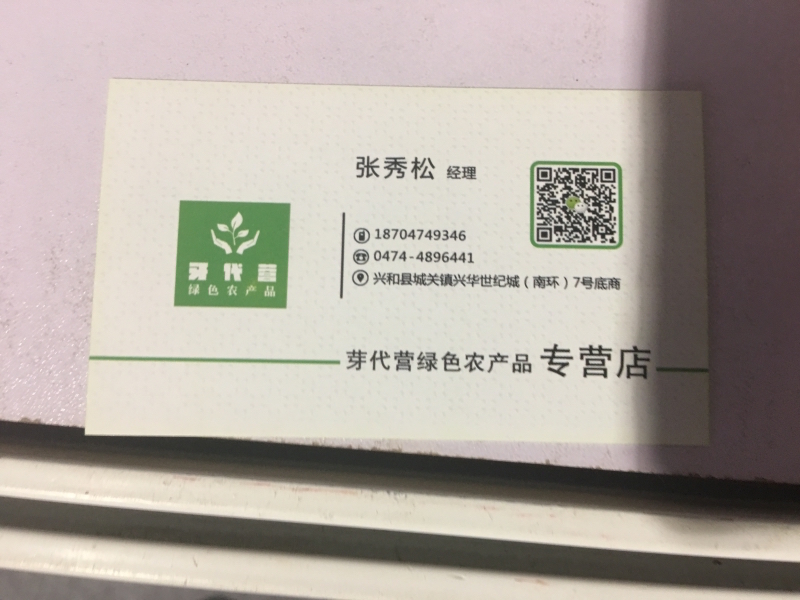 张秀松 经理
18704749346
0474-4896441
兴和县城关镇兴华世纪城（南环）7号底商
芽代营
绿色农产品
芽代营绿色农产品 专营店